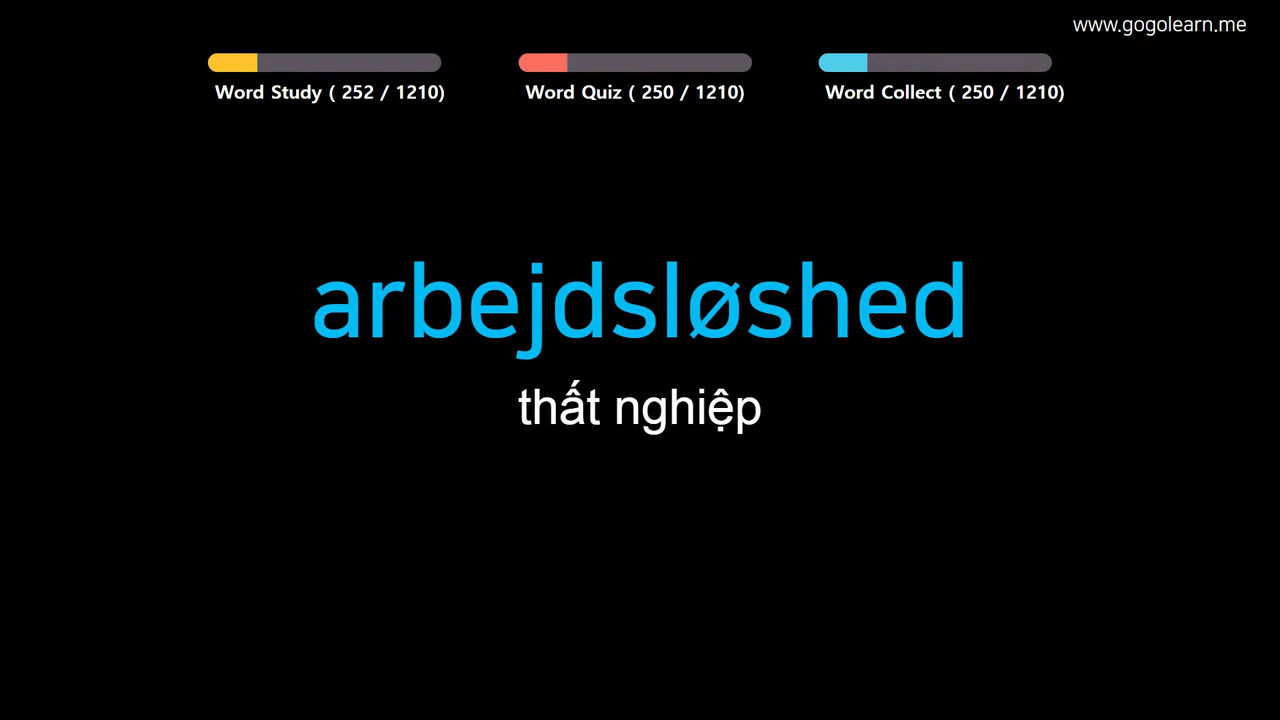 www.gogolearn.me
Word Study ( 252 / 1210)
Word Quiz ( 250 / 1210)
Word Collect ( 250 / 1210)
arbejdsløshed
thất nghiệp